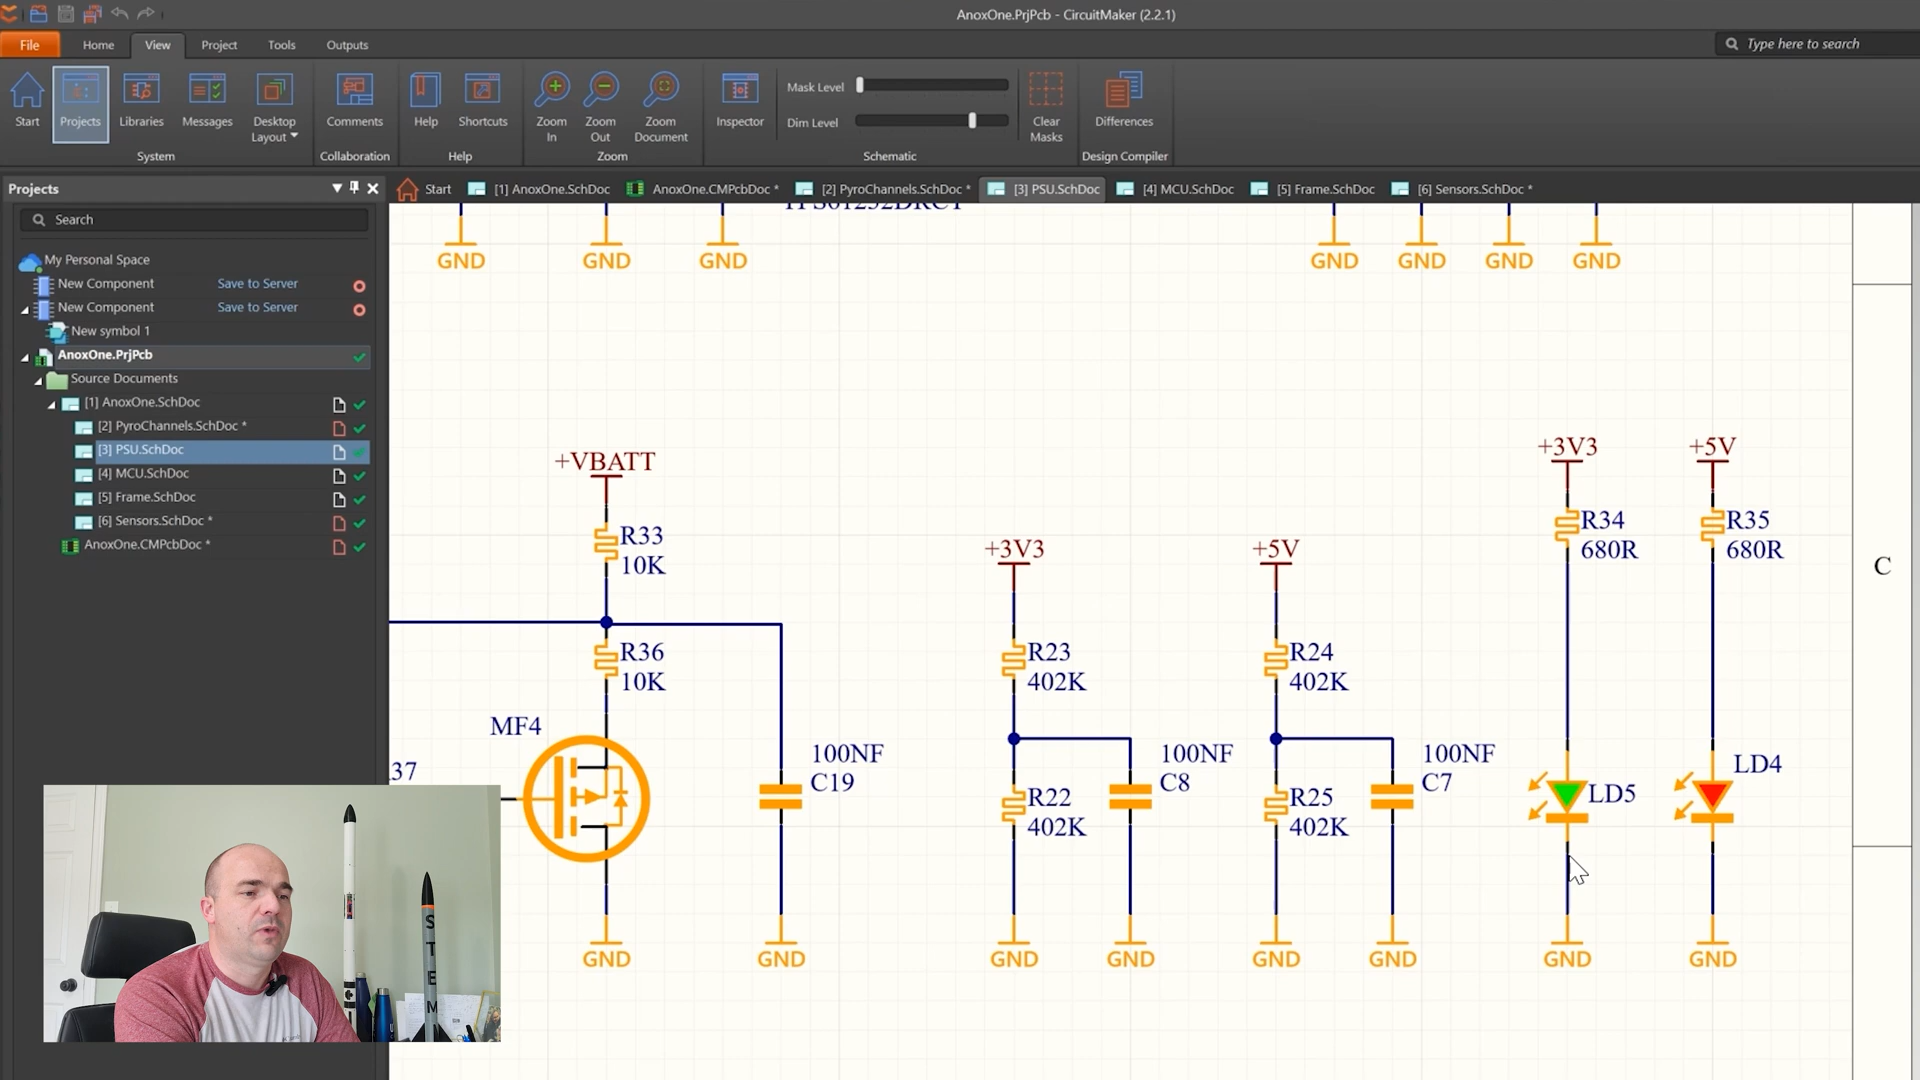 AnoxOne.PrjPcb - CircuitMaker (2.2.1)
File Home View Project Tools Outputs
Type here to search
Start Projects Libraries Messages Desktop Layout
System
Comments
Collaboration
Help Shortcuts
Help
Zoom In Zoom Out Zoom Document
Zoom
Inspector
Mask Level
Dim Level
Clear Masks
Schematic
Differences
Design Compiler
Projects
Start [1] AnoxOne.SchDoc AnoxOne.CMPcbDoc * [2] PyroChannels.SchDoc * [3] PSU.SchDoc [4] MCU.SchDoc [5] Frame.SchDoc [6] Sensors.SchDoc *
Search
My Personal Space
New Component Save to Server
New Component Save to Server
New symbol 1
AnoxOne.PrjPcb
Source Documents
[1] AnoxOne.SchDoc
[2] PyroChannels.SchDoc *
[3] PSU.SchDoc
[4] MCU.SchDoc
[5] Frame.SchDoc
[6] Sensors.SchDoc *
AnoxOne.CMPcbDoc *
GND GND GND GND GND GND GND
+VBATT
R33
10K
R36
10K
MF4
37
100NF
C19
GND GND
+3V3
R23
402K
R22
402K
100NF
C8
GND GND
+5V
R24
402K
R25
402K
100NF
C7
GND GND
+3V3
R34
680R
LD5
GND
+5V
R35
680R
LD4
GND
C
S
T
E
M